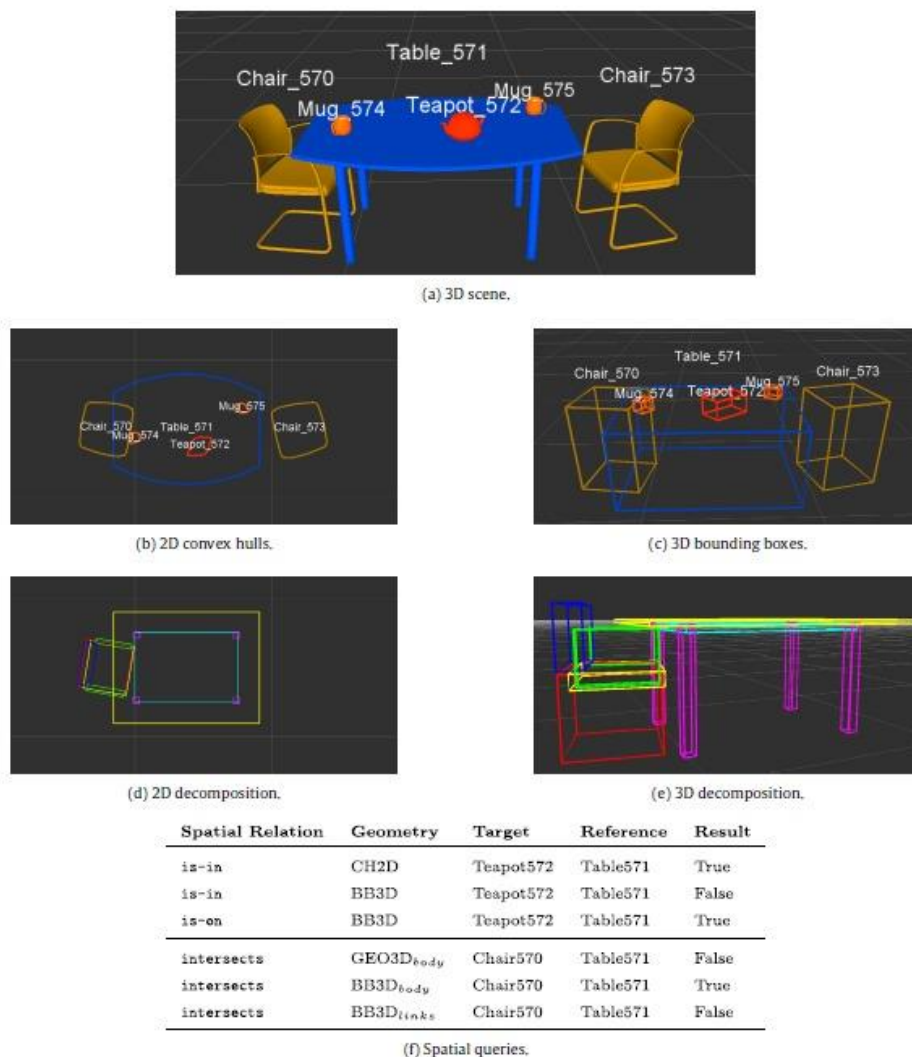 Table_571
Chair_570
Chair_573
Mug_575
Mug_574
Teapot_572
(a) 3D scene.
Mug_575
Chair_570
Table_571
Chair_573
Mug_574
Teapot_572
(b) 2D convex hulls.
Table_571
Chair_570
Chair_573
Mug_575
Mug_574
Teapot_572
(c) 3D bounding boxes.
(d) 2D decomposition.
(e) 3D decomposition.
Spatial Relation Geometry Target Reference Result
is-in CH2D Teapot572 Table571 True
is-in BB3D Teapot572 Table571 False
is-on BB3D Teapot572 Table571 True
intersects GEO3Dbody Chair570 Table571 False
intersects BB3Dbody Chair570 Table571 True
intersects BB3Dlinks Chair570 Table571 False
(f) Spatial queries.